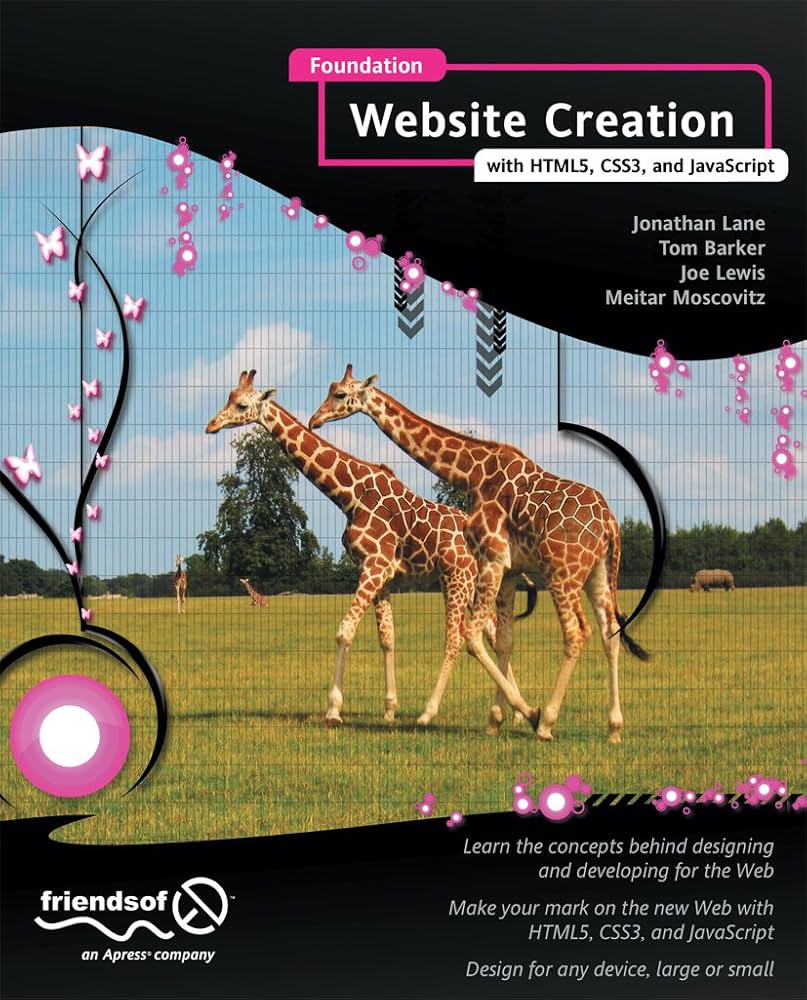 Foundation
Website Creation
with HTML5, CSS3, and JavaScript
Jonathan Lane
Tom Barker
Joe Lewis
Meitar Moscovitz
Learn the concepts behind designing
and developing for the Web
Make your mark on the new Web with
HTML5, CSS3, and JavaScript
Design for any device, large or small
friendsof
™
an Apress® company